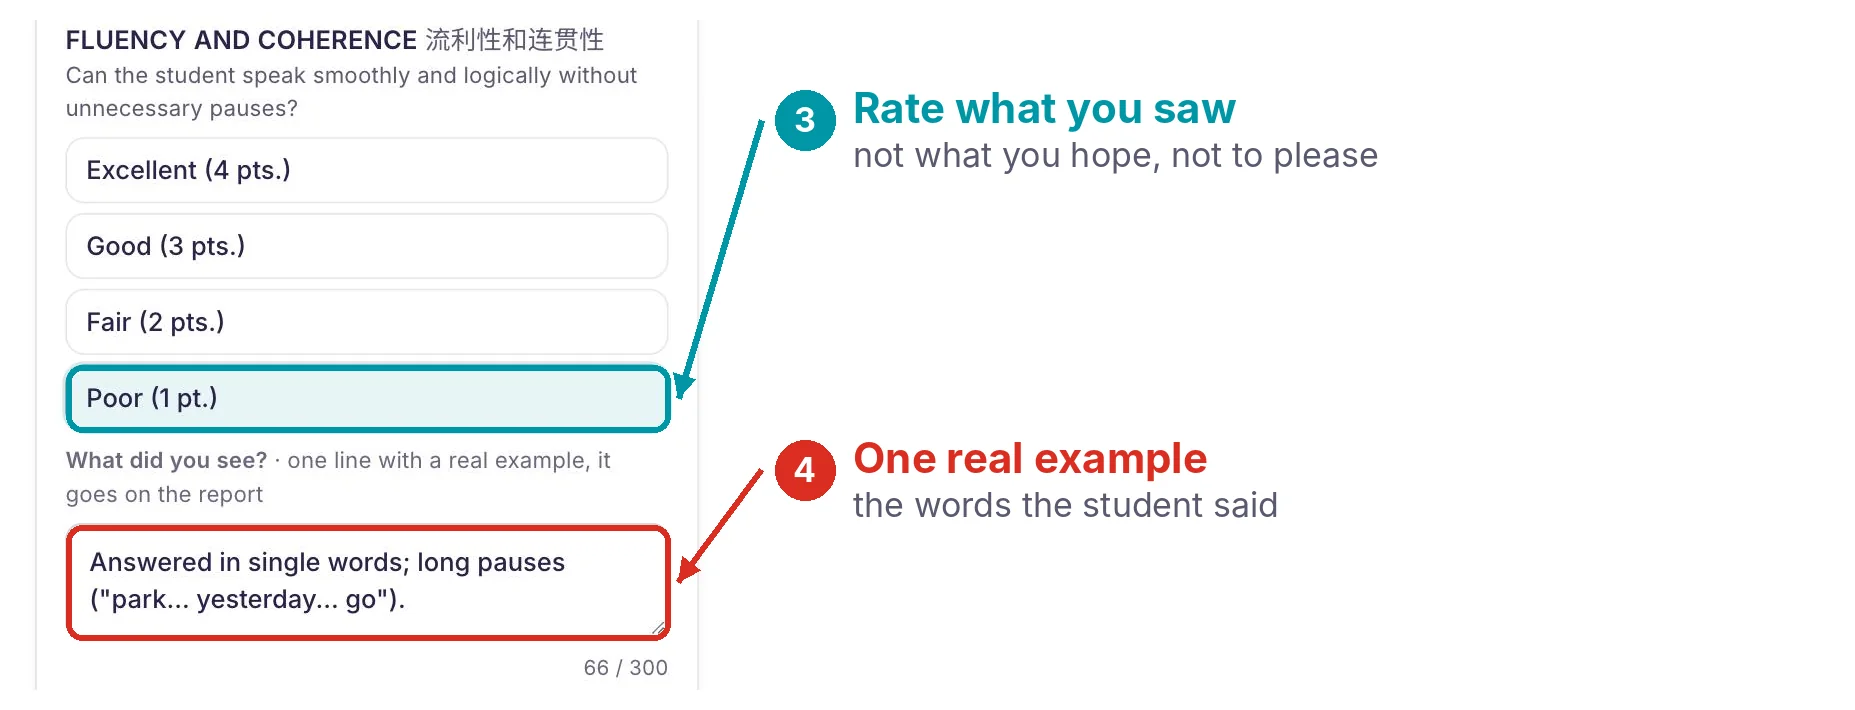 FLUENCY AND COHERENCE 流利性和连贯性
Can the student speak smoothly and logically without
unnecessary pauses?
Excellent (4 pts.)
Good (3 pts.)
Fair (2 pts.)
Poor (1 pt.)
What did you see? · one line with a real example, it
goes on the report
Answered in single words; long pauses
("park... yesterday... go").
66 / 300
3 Rate what you saw
not what you hope, not to please
4 One real example
the words the student said